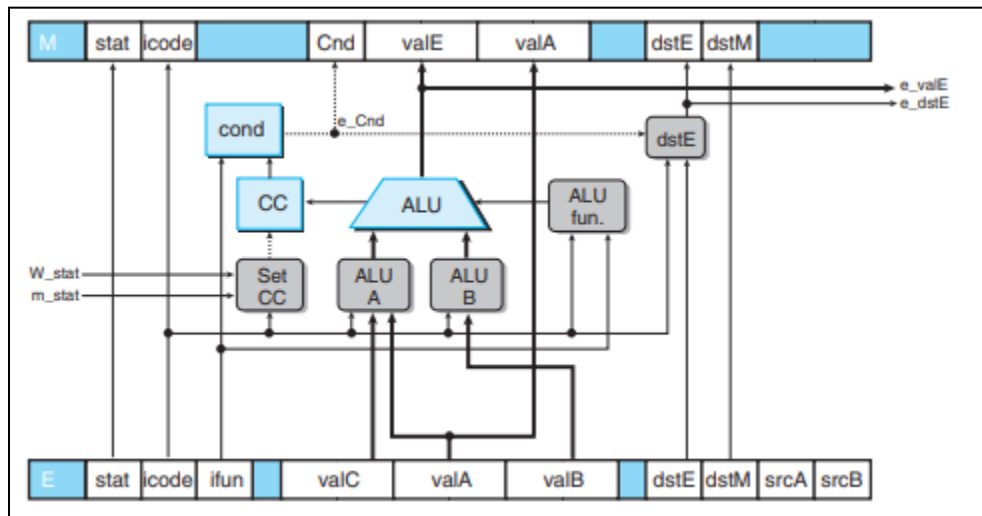 M stat icode Cnd valE valA dstE dstM
e_valE
e_dstE
e_Cnd
cond
dstE
CC
ALU
ALU
fun.
W_stat
m_stat
Set
CC
ALU
A
ALU
B
E stat icode ifun valC valA valB dstE dstM srcA srcB